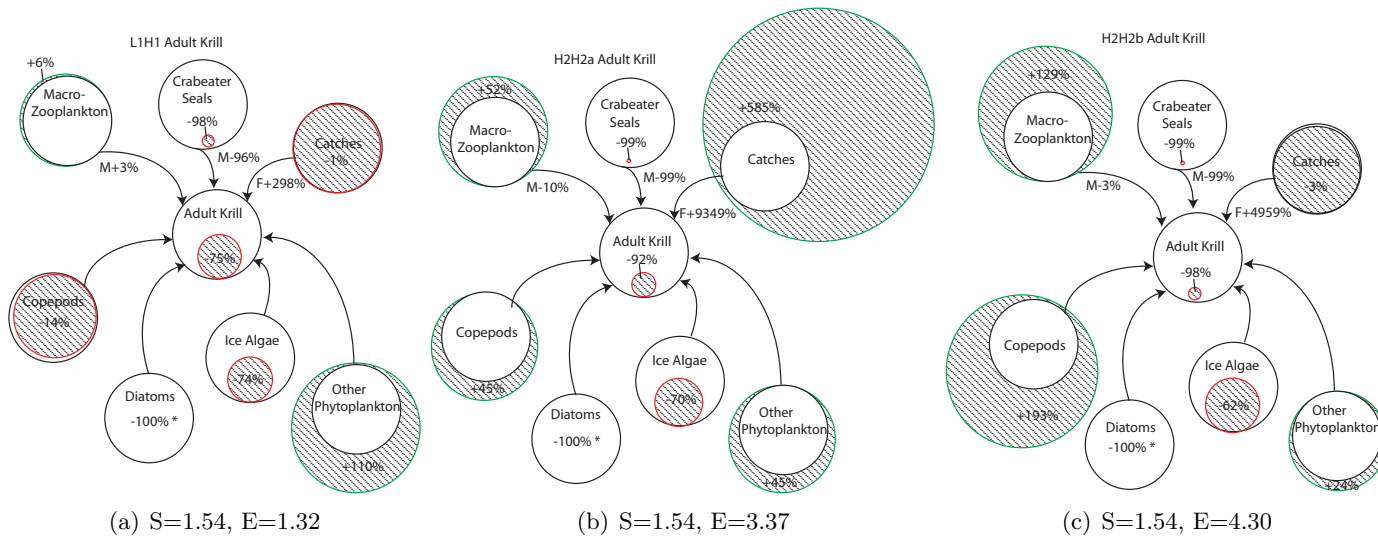 L1H1 Adult Krill
+6%
Macro-
Zooplankton
Crabeater
Seals
-98%
Catches
-1%
M+3%
M-96%
F+298%
Adult Krill
-75%
Copepods
-14%
Diatoms
-100% *
Ice Algae
-74%
Other
Phytoplankton
+110%
(a) S=1.54, E=1.32
H2H2a Adult Krill
+52%
Macro-
Zooplankton
Crabeater
Seals
-99%
+585%
Catches
M-10%
M-99%
F+9349%
Adult Krill
-92%
Copepods
+45%
Diatoms
-100% *
Ice Algae
-70%
Other
Phytoplankton
+45%
(b) S=1.54, E=3.37
H2H2b Adult Krill
+129%
Macro-
Zooplankton
Crabeater
Seals
-99%
Catches
-3%
M-3%
M-99%
F+4959%
Adult Krill
-98%
Copepods
+193%
Diatoms
-100% *
Ice Algae
-62%
Other
Phytoplankton
+24%
(c) S=1.54, E=4.30